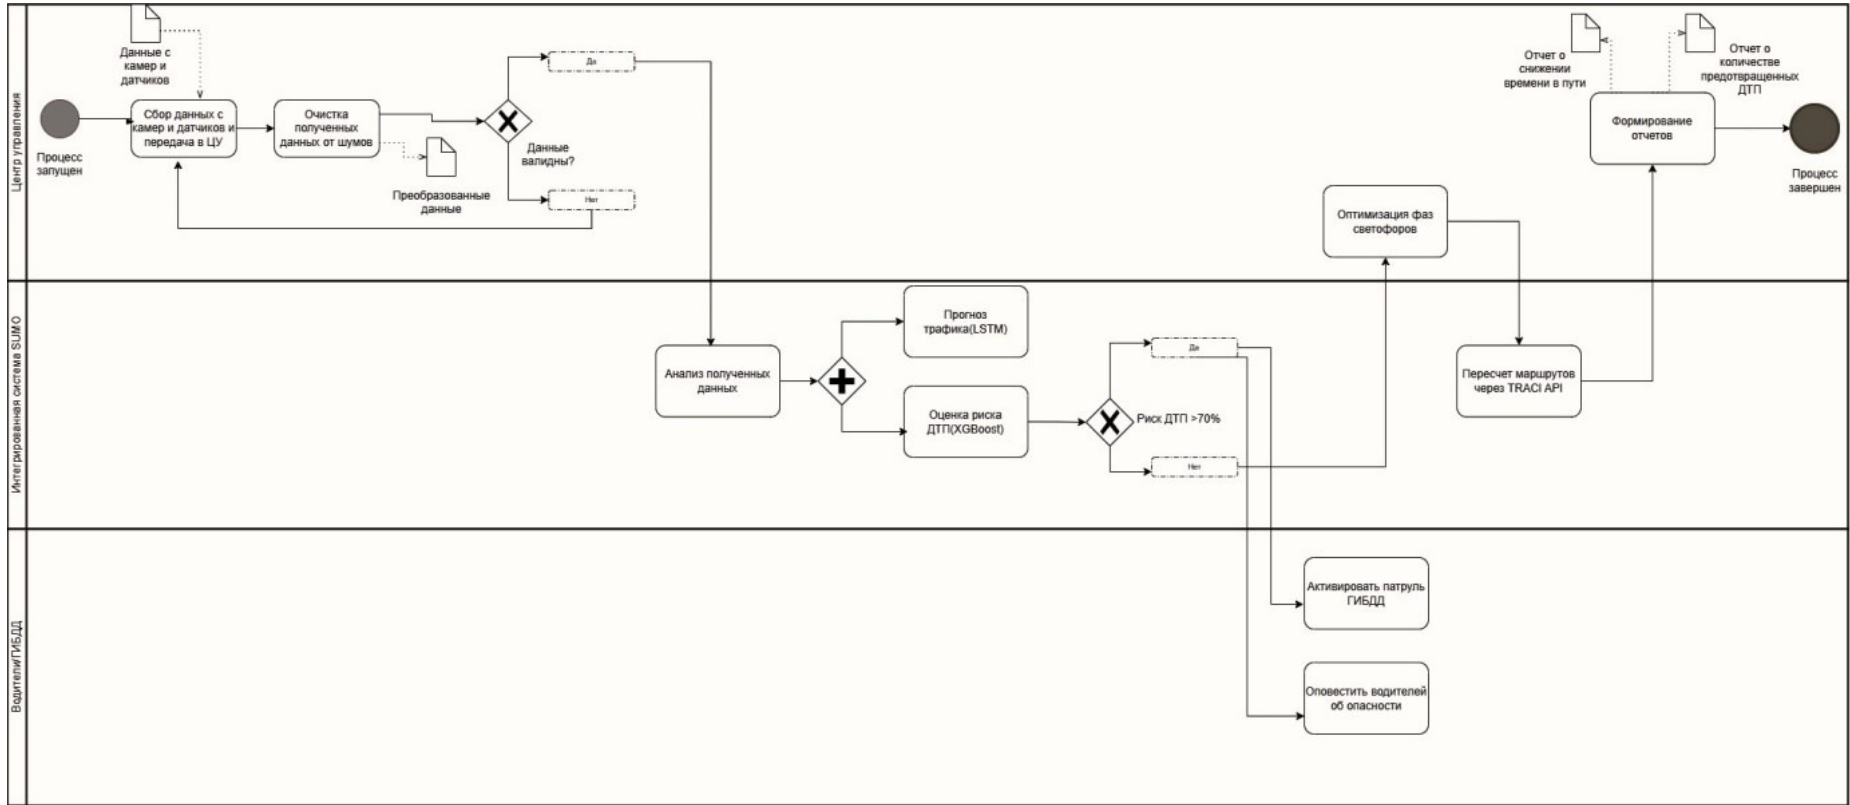 Центр управления
Данные с
камер и
датчиков
Процесс
запущен
Сбор данных с
камер и датчиков и
передача в ЦУ
Очистка
полученных
данных от шумов
Преобразованные
данные
Данные
валидны?
Да
Нет
Оптимизация фаз
светофоров
Отчет о
снижении
времени в пути
Отчет о
количестве
предотвращенных
ДТП
Формирование
отчетов
Процесс
завершен
Интегрированная система SUMO
Анализ полученных
данных
Прогноз
трафика(LSTM)
Оценка риска
ДТП(XGBoost)
Риск ДТП >70%
Да
Нет
Пересчет маршрутов
через TRACI API
Водители/ГИБДД
Активировать патруль
ГИБДД
Оповестить водителей
об опасности